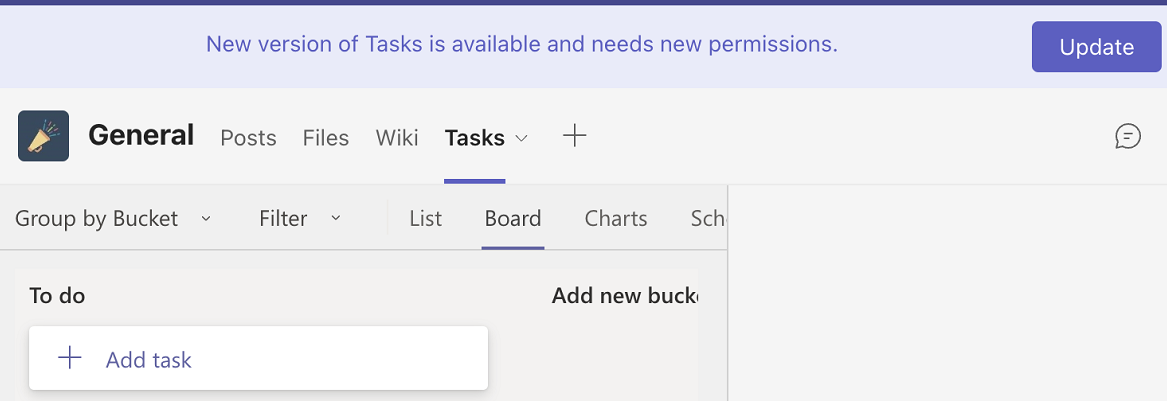 New version of Tasks is available and needs new permissions. Update
General Posts Files Wiki Tasks
Group by Bucket Filter List Board Charts Sch
To do Add new buck
Add task